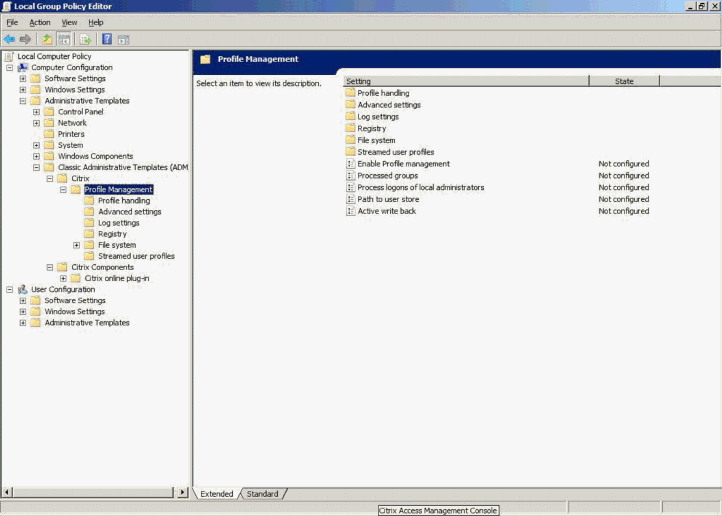 Local Group Policy Editor
File Action View Help
Local Computer Policy
Computer Configuration
Software Settings
Windows Settings
Administrative Templates
Control Panel
Network
Printers
System
Windows Components
Classic Administrative Templates (ADM
Citrix
Profile Management
Profile handling
Advanced settings
Log settings
Registry
File system
Streamed user profiles
Citrix Components
Citrix online plug-in
User Configuration
Software Settings
Windows Settings
Administrative Templates
Profile Management
Select an item to view its description.
Setting State
Profile handling
Advanced settings
Log settings
Registry
File system
Streamed user profiles
Enable Profile management Not configured
Processed groups Not configured
Process logons of local administrators Not configured
Path to user store Not configured
Active write back Not configured
Extended Standard
Citrix Access Management Console